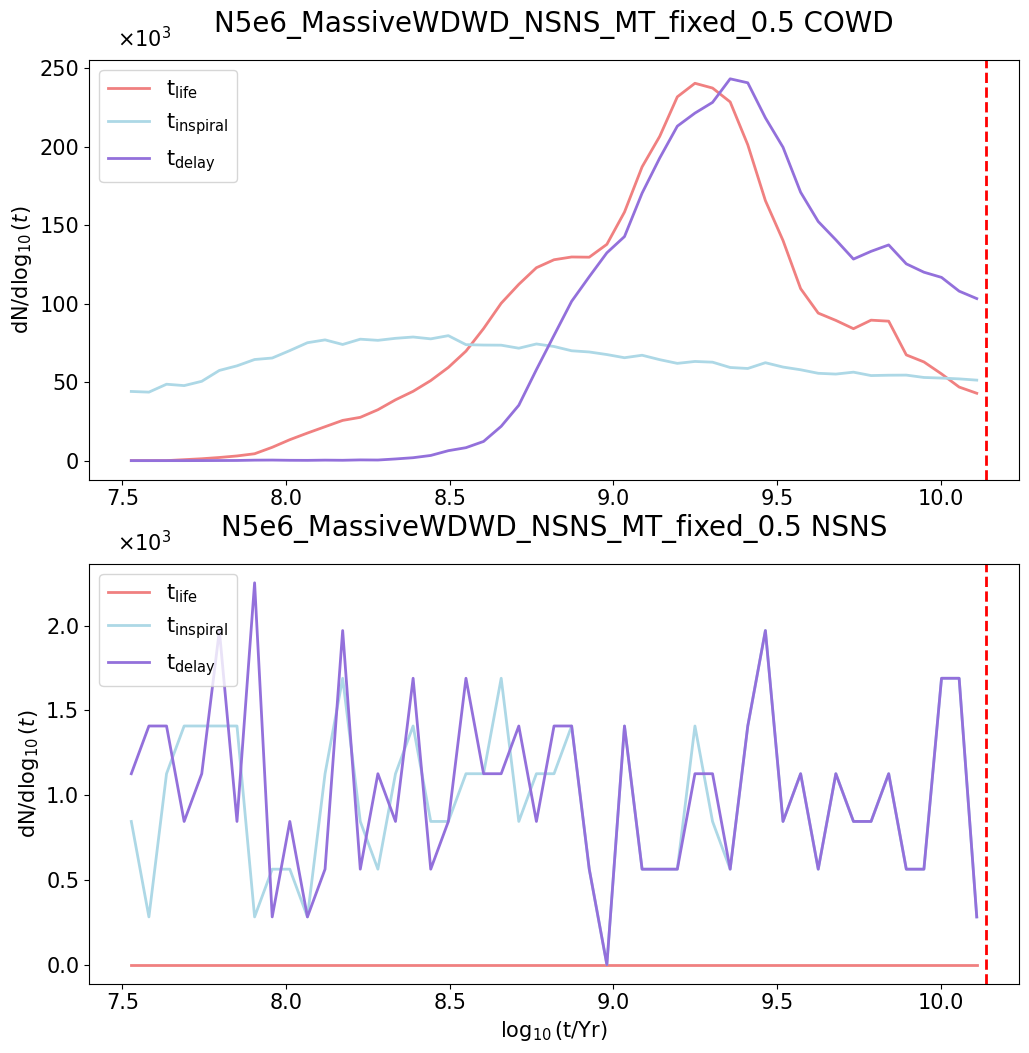 N5e6_MassiveWDWD_NSNS_MT_fixed_0.5 COWD
×10³
250
200
150
100
50
0
dN/dlog₁₀(t)
t_life
t_inspiral
t_delay
7.5 8.0 8.5 9.0 9.5 10.0
N5e6_MassiveWDWD_NSNS_MT_fixed_0.5 NSNS
×10³
2.0
1.5
1.0
0.5
0.0
dN/dlog₁₀(t)
t_life
t_inspiral
t_delay
7.5 8.0 8.5 9.0 9.5 10.0
log₁₀(t/Yr)